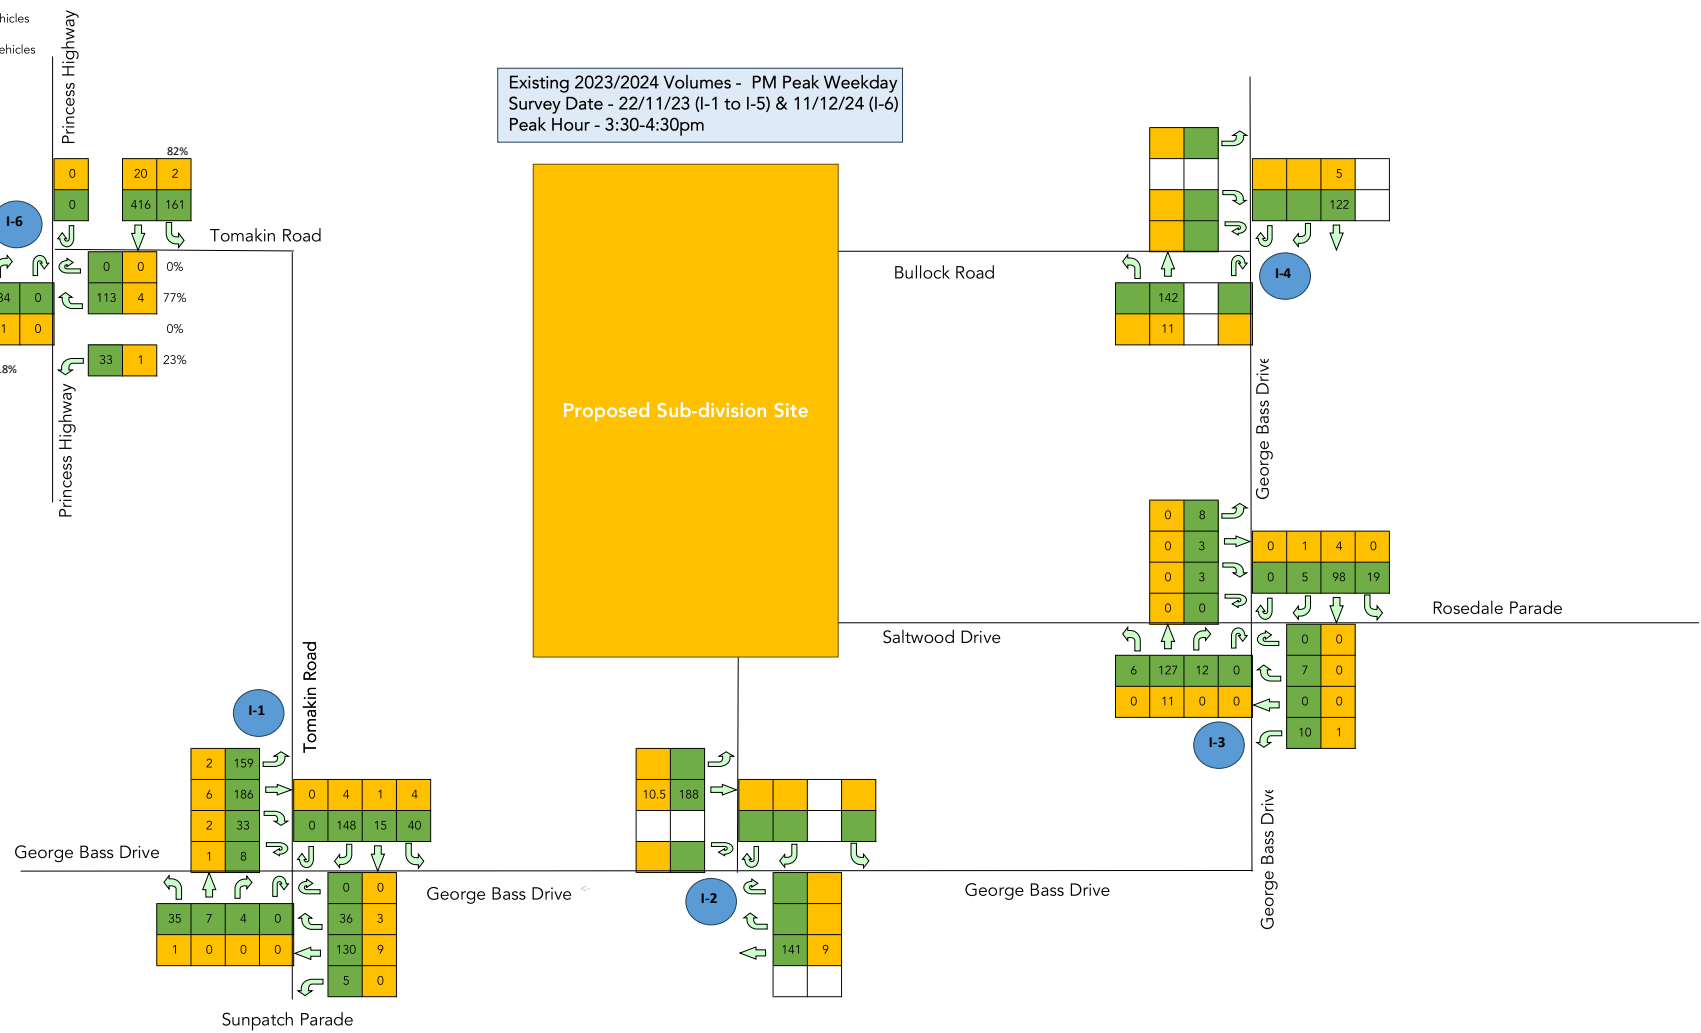 hicles
ehicles
Princess Highway
Existing 2023/2024 Volumes - PM Peak Weekday
Survey Date - 22/11/23 (I-1 to I-5) & 11/12/24 (I-6)
Peak Hour - 3:30-4:30pm
82%
0 20 2
0 416 161
I-6
Tomakin Road
0 0 0%
34 0 113 4 77%
1 0 0%
33 1 23%
.8%
Princess Highway
5
122
Bullock Road
I-4
142
11
George Bass Drive
Proposed Sub-division Site
0 8
0 3 0 1 4 0
0 3 0 5 98 19
0 0
Rosedale Parade
Saltwood Drive
0 0
6 127 12 0 7 0
0 11 0 0 0 0
10 1
I-3
George Bass Drive
Tomakin Road
I-1
2 159
6 186 0 4 1 4
2 33 0 148 15 40
1 8
George Bass Drive
0 0
35 7 4 0 36 3
1 0 0 0 130 9
5 0
Sunpatch Parade
George Bass Drive <-
10.5 188
I-2
141 9
George Bass Drive